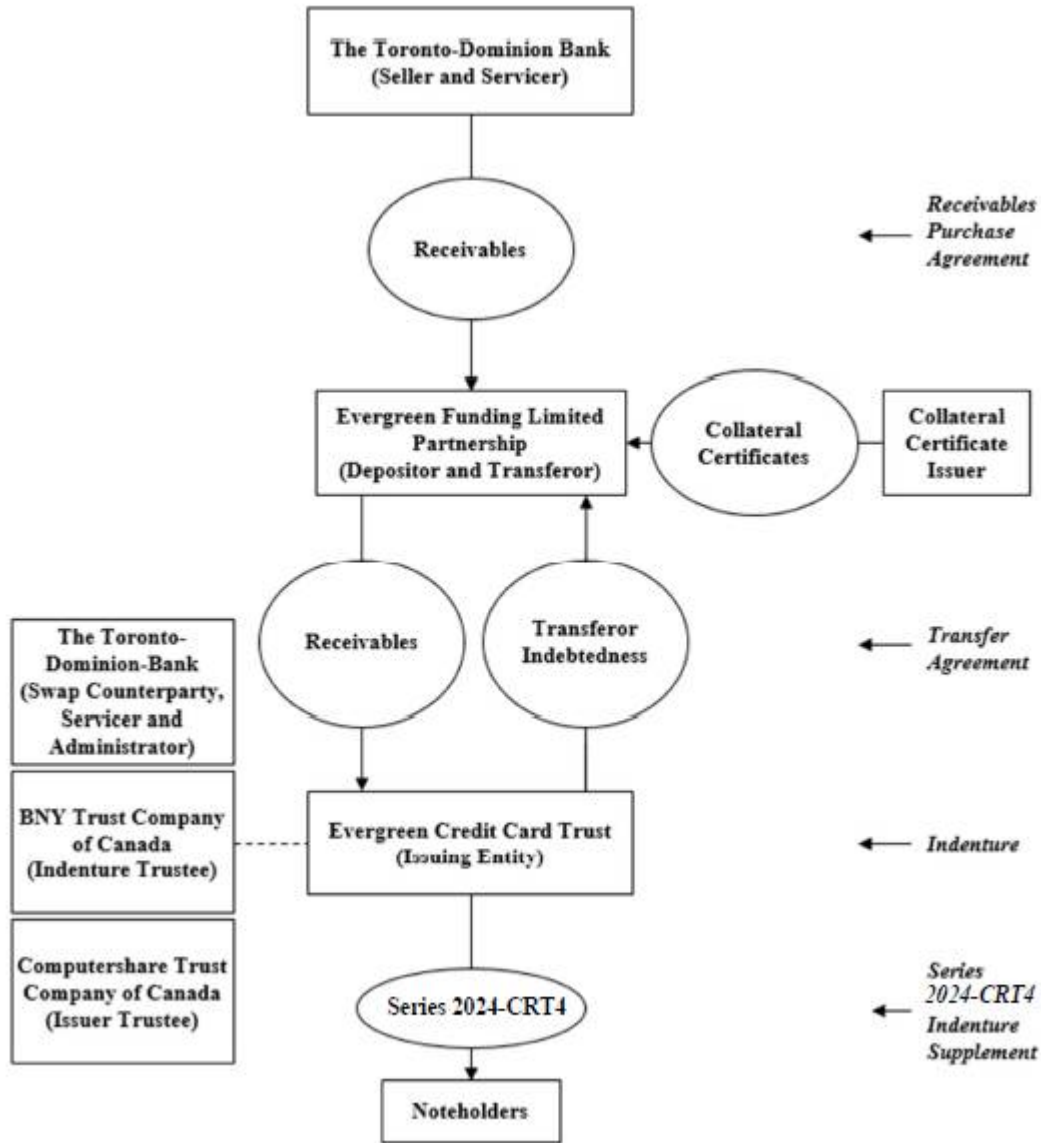 The Toronto-Dominion Bank
(Seller and Servicer)
Receivables
Receivables
Purchase
Agreement
Evergreen Funding Limited
Partnership
(Depositor and Transferor)
Collateral
Certificates
Collateral
Certificate
Issuer
The Toronto-
Dominion-Bank
(Swap Counterparty,
Servicer and
Administrator)
Receivables
Transferor
Indebtedness
Transfer
Agreement
BNY Trust Company
of Canada
(Indenture Trustee)
Evergreen Credit Card Trust
(Issuing Entity)
Indenture
Computershare Trust
Company of Canada
(Issuer Trustee)
Series 2024-CRT4
Series
2024-CRT4
Indenture
Supplement
Noteholders